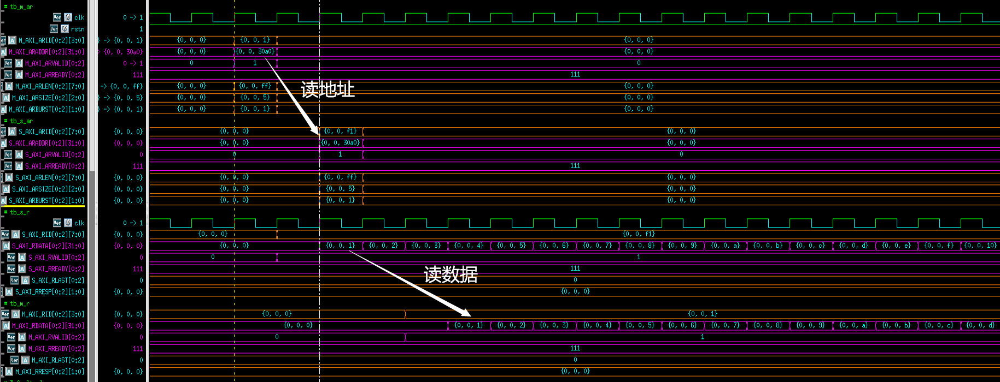 = tb_m_ar
clk 0 -> 1
rstn 1
M_AXI_ARID[0:2][3:0] } -> {0, 0, 1} {0, 0, 0} {0, 0, 1} {0, 0, 0}
M_AXI_ARADDR[0:2][31:0] > {0, 0, 30a0} {0, 0, 0} {0, 0, 30a0} {0, 0, 0}
M_AXI_ARVALID[0:2] 0 -> 1 0 1 0
M_AXI_ARREADY[0:2] 111 111
M_AXI_ARLEN[0:2][7:0] -> {0, 0, ff} {0, 0, 0} {0, 0, ff} {0, 0, 0}
读地址
M_AXI_ARSIZE[0:2][2:0] } -> {0, 0, 5} {0, 0, 0} {0, 0, 5} {0, 0, 0}
M_AXI_ARBURST[0:2][1:0] } -> {0, 0, 1} {0, 0, 0} {0, 0, 1} {0, 0, 0}
= tb_s_ar
S_AXI_ARID[0:2][7:0] {0, 0, 0} {0, 0, 0} {0, 0, f1} {0, 0, 0}
S_AXI_ARADDR[0:2][31:0] {0, 0, 0} {0, 0, 0} {0, 0, 30a0} {0, 0, 0}
S_AXI_ARVALID[0:2] 0 0 1 0
S_AXI_ARREADY[0:2] 111 111
S_AXI_ARLEN[0:2][7:0] {0, 0, 0} {0, 0, 0} {0, 0, ff} {0, 0, 0}
S_AXI_ARSIZE[0:2][2:0] {0, 0, 0} {0, 0, 0} {0, 0, 5} {0, 0, 0}
S_AXI_ARBURST[0:2][1:0] {0, 0, 0} {0, 0, 0} {0, 0, 1} {0, 0, 0}
= tb_s_r
clk 0 -> 1
S_AXI_RID[0:2][7:0] {0, 0, 0} {0, 0, 0} {0, 0, f1}
S_AXI_RDATA[0:2][31:0] {0, 0, 0} {0, 0, 0} {0, 0, 1} {0, 0, 2} {0, 0, 3} {0, 0, 4} {0, 0, 5} {0, 0, 6} {0, 0, 7} {0, 0, 8} {0, 0, 9} {0, 0, a} {0, 0, b} {0, 0, c} {0, 0, d} {0, 0, e} {0, 0, f} {0, 0, 10}
S_AXI_RVALID[0:2] 0 0 1
S_AXI_RREADY[0:2] 111 111
读数据
S_AXI_RLAST[0:2] 0 0
S_AXI_RRESP[0:2][1:0] {0, 0, 0} {0, 0, 0}
= tb_m_r
M_AXI_RID[0:2][3:0] {0, 0, 0} {0, 0, 0} {0, 0, 1}
M_AXI_RDATA[0:2][31:0] {0, 0, 0} {0, 0, 0} {0, 0, 1} {0, 0, 2} {0, 0, 3} {0, 0, 4} {0, 0, 5} {0, 0, 6} {0, 0, 7} {0, 0, 8} {0, 0, 9} {0, 0, a} {0, 0, b} {0, 0, c} {0, 0, d}
M_AXI_RVALID[0:2] 0 0 1
M_AXI_RREADY[0:2] 111 111
M_AXI_RLAST[0:2] 0 0
M_AXI_RRESP[0:2][1:0] {0, 0, 0} {0, 0, 0}